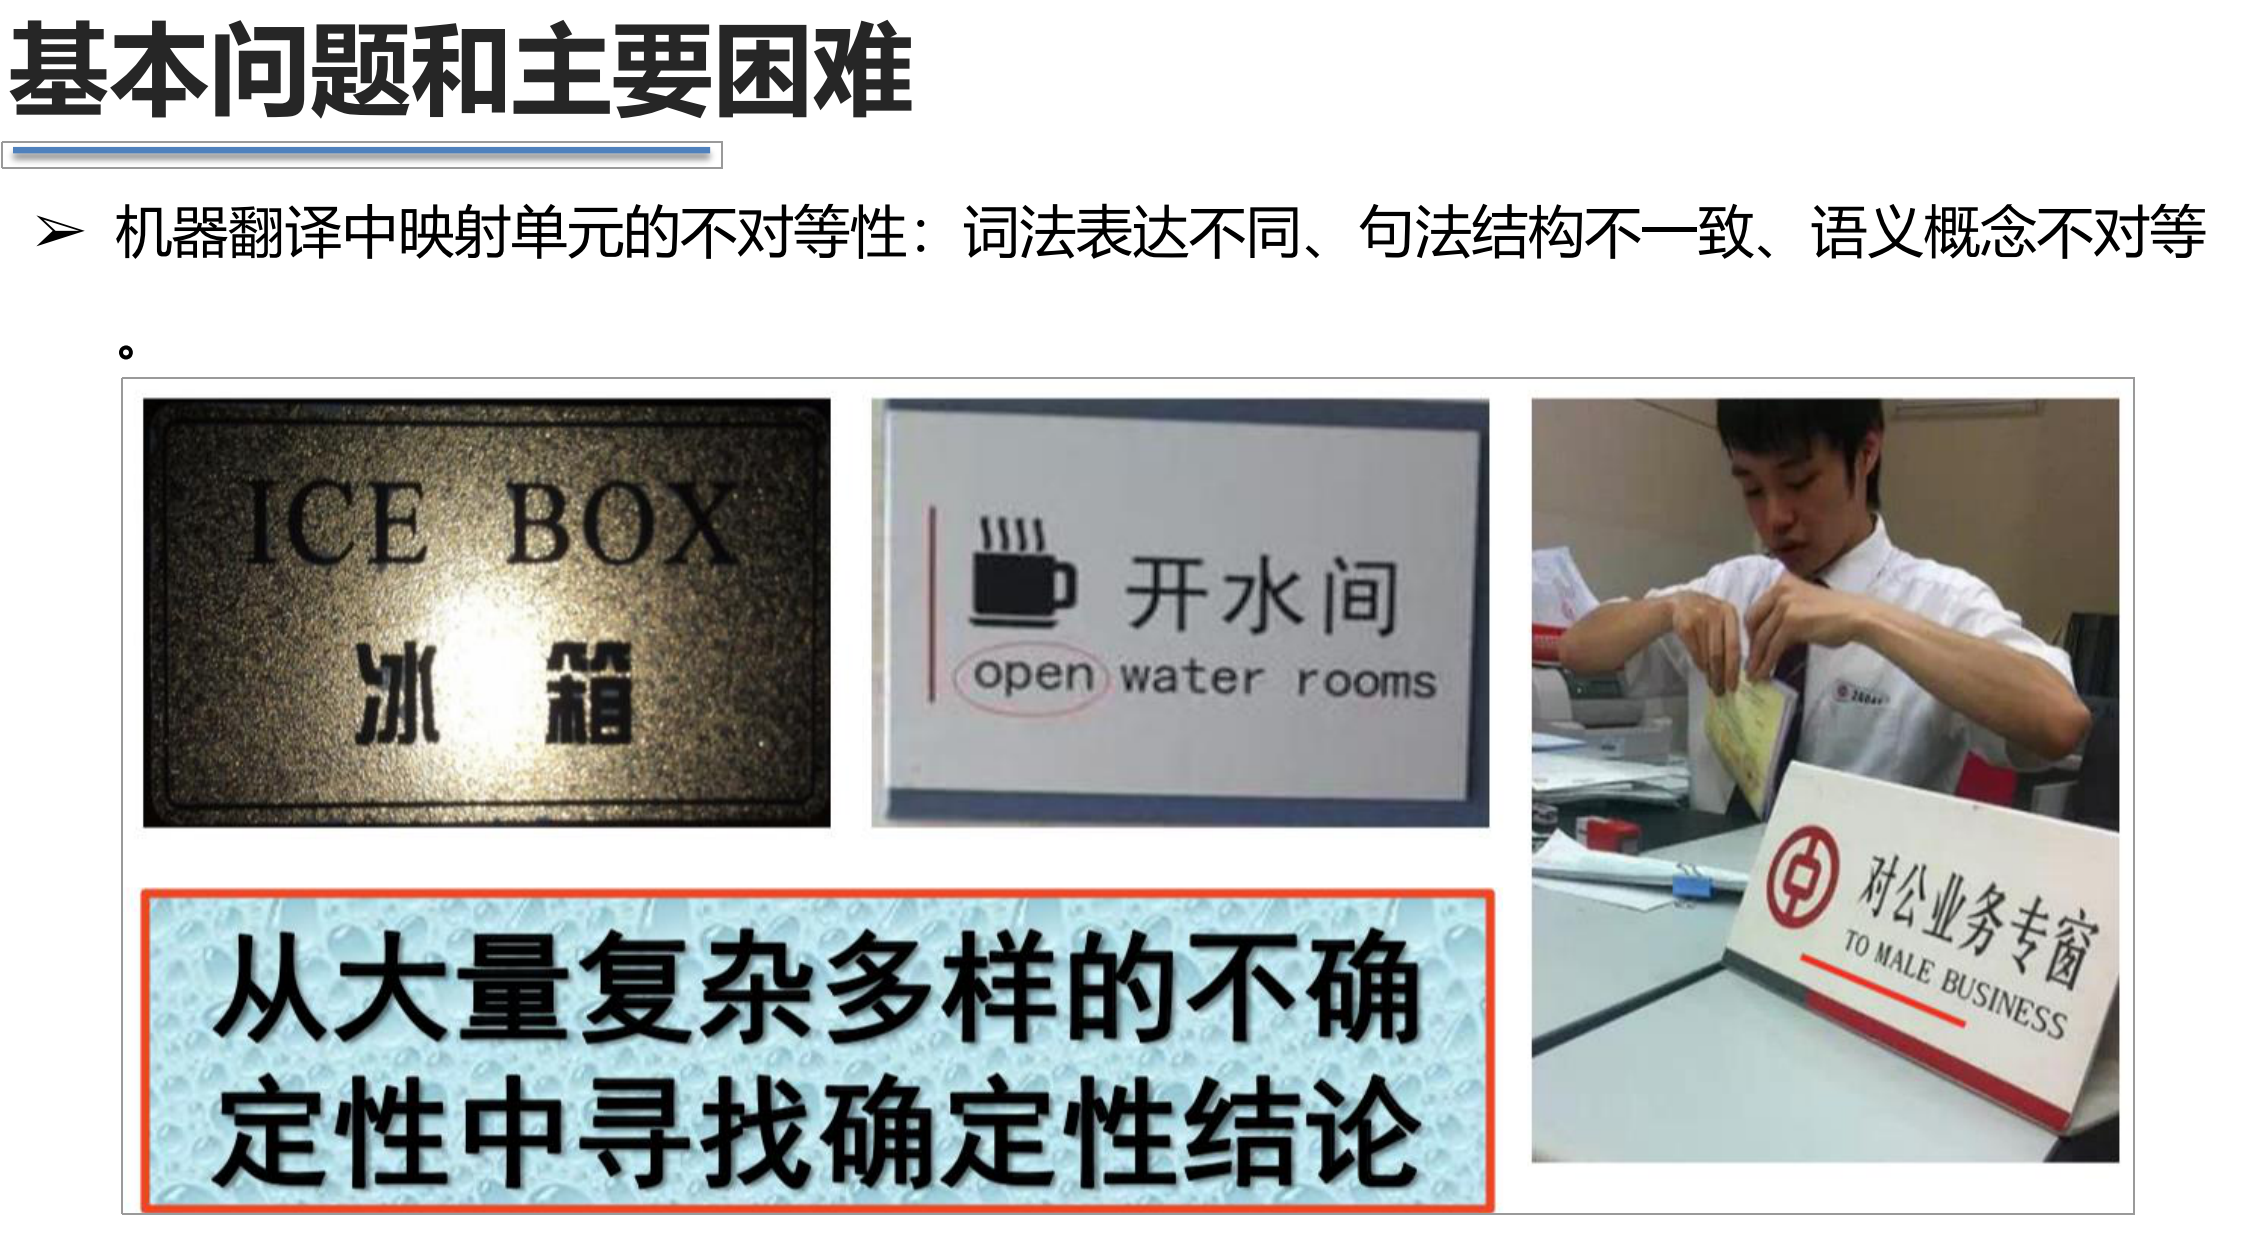 基本问题和主要困难
➢ 机器翻译中映射单元的不对等性：词法表达不同、句法结构不一致、语义概念不对等
。
ICE BOX
冰 箱
开水间
open water rooms
对公业务专窗
TO MALE BUSINESS
从大量复杂多样的不确
定性中寻找确定性结论